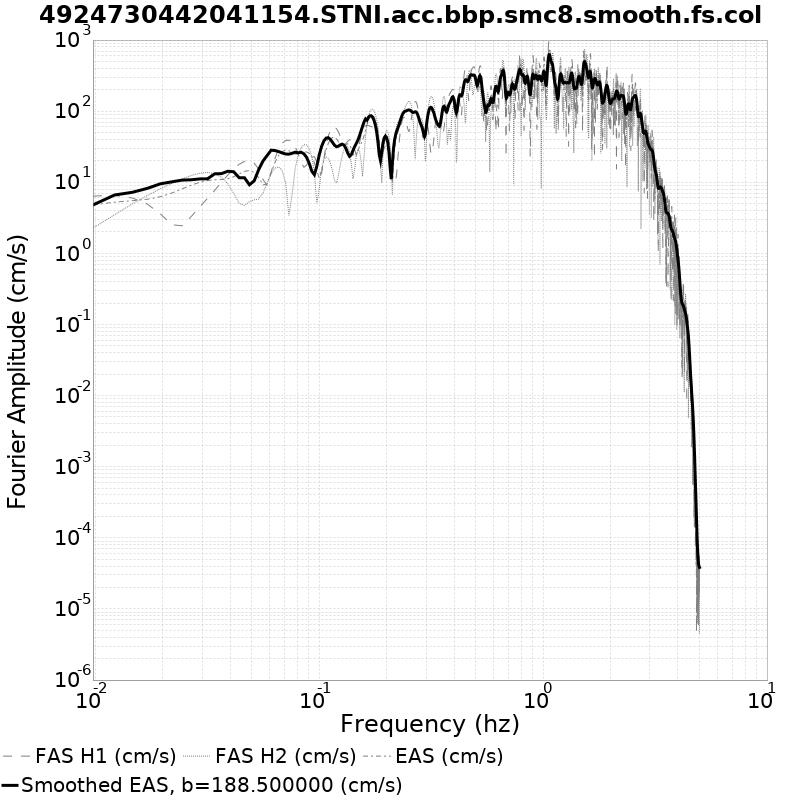 4924730442041154.STNI.acc.bbp.smc8.smooth.fs.col
10^3
10^2
10^1
10^0
10^-1
10^-2
10^-3
10^-4
10^-5
10^-6
Fourier Amplitude (cm/s)
10^-2 10^-1 10^0 10^1
Frequency (hz)
FAS H1 (cm/s) FAS H2 (cm/s) EAS (cm/s)
Smoothed EAS, b=188.500000 (cm/s)